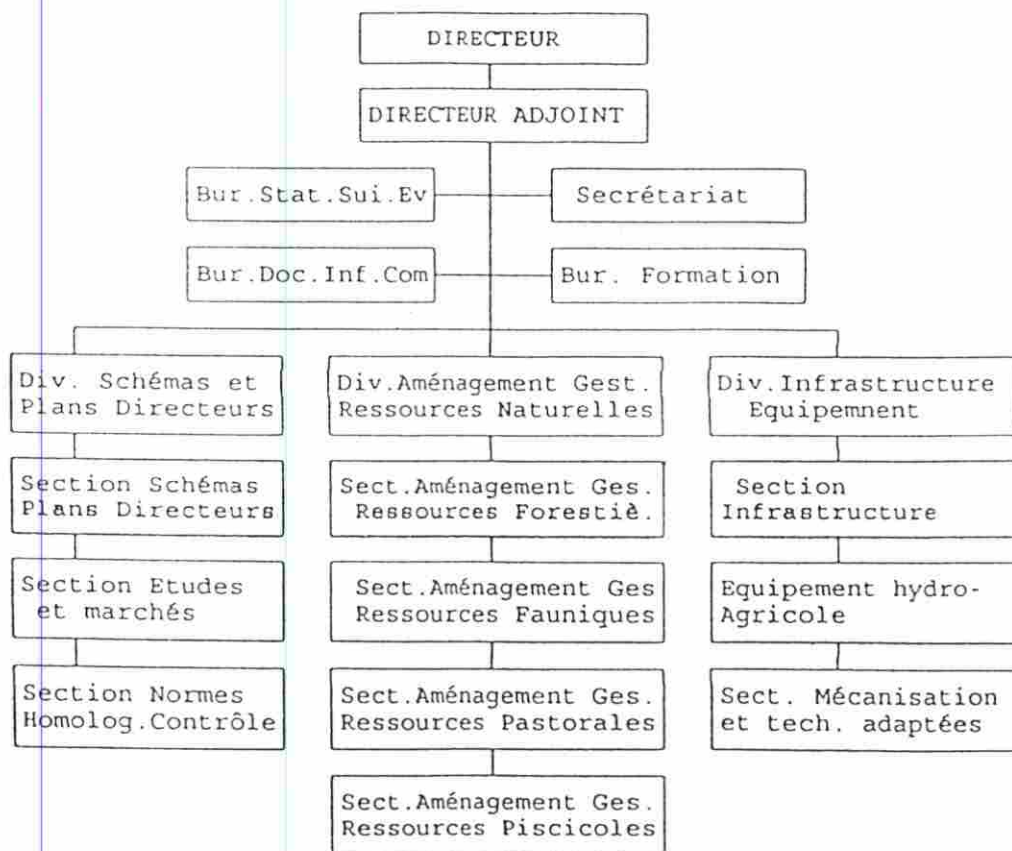 DIRECTEUR
DIRECTEUR ADJOINT
Bur.Stat.Sui.Ev
Secrétariat
Bur.Doc.Inf.Com
Bur. Formation
Div. Schémas et
Plans Directeurs
Div.Aménagement Gest.
Ressources Naturelles
Div.Infrastructure
Equipemnent
Section Schémas
Plans Directeurs
Sect.Aménagement Ges.
Ressources Forestiè.
Section
Infrastructure
Section Etudes
et marchés
Sect.Aménagement Ges
Ressources Fauniques
Equipement hydro-
Agricole
Section Normes
Homolog.Contrôle
Sect.Aménagement Ges.
Ressources Pastorales
Sect. Mécanisation
et tech. adaptées
Sect.Aménagement Ges.
Ressources Piscicoles